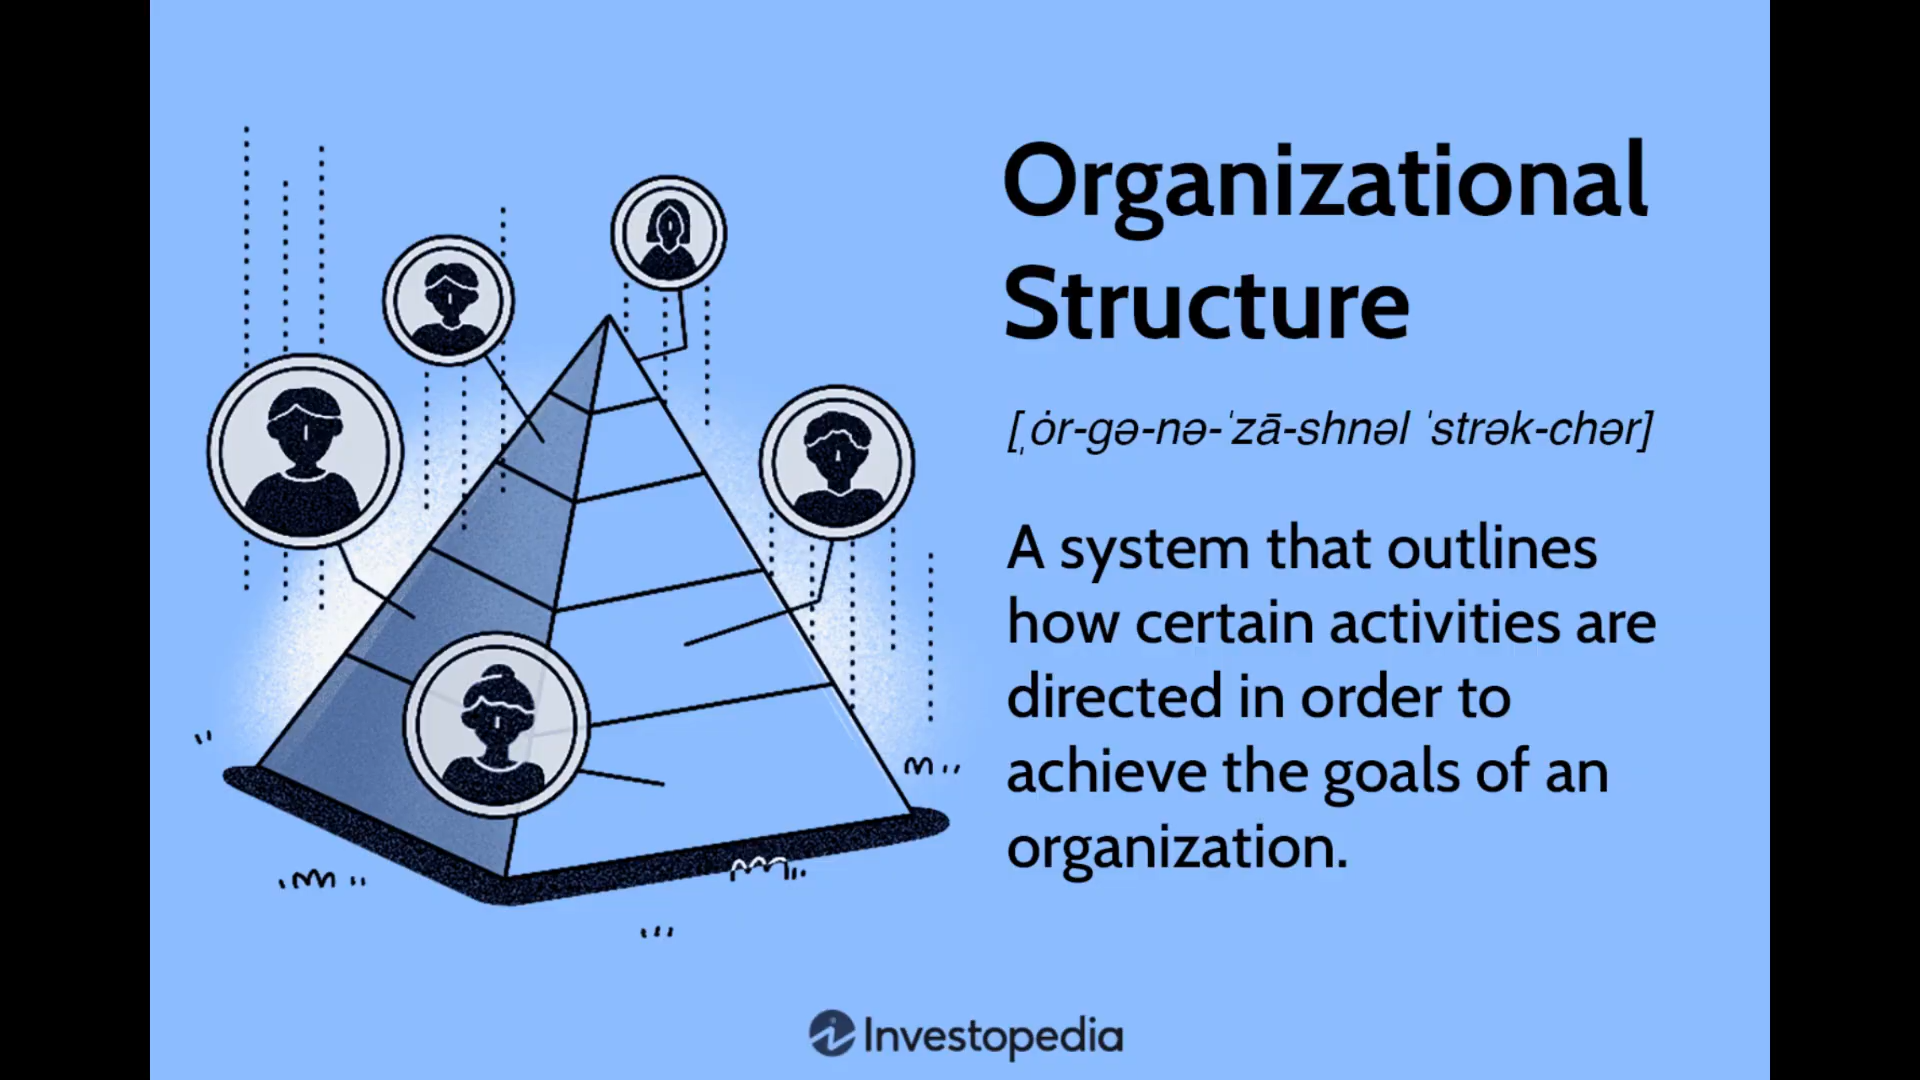 Organizational
Structure
[ˌȯr-gə-nə-ˈzā-shnəl ˈstrək-chər]
A system that outlines
how certain activities are
directed in order to
achieve the goals of an
organization.
Investopedia